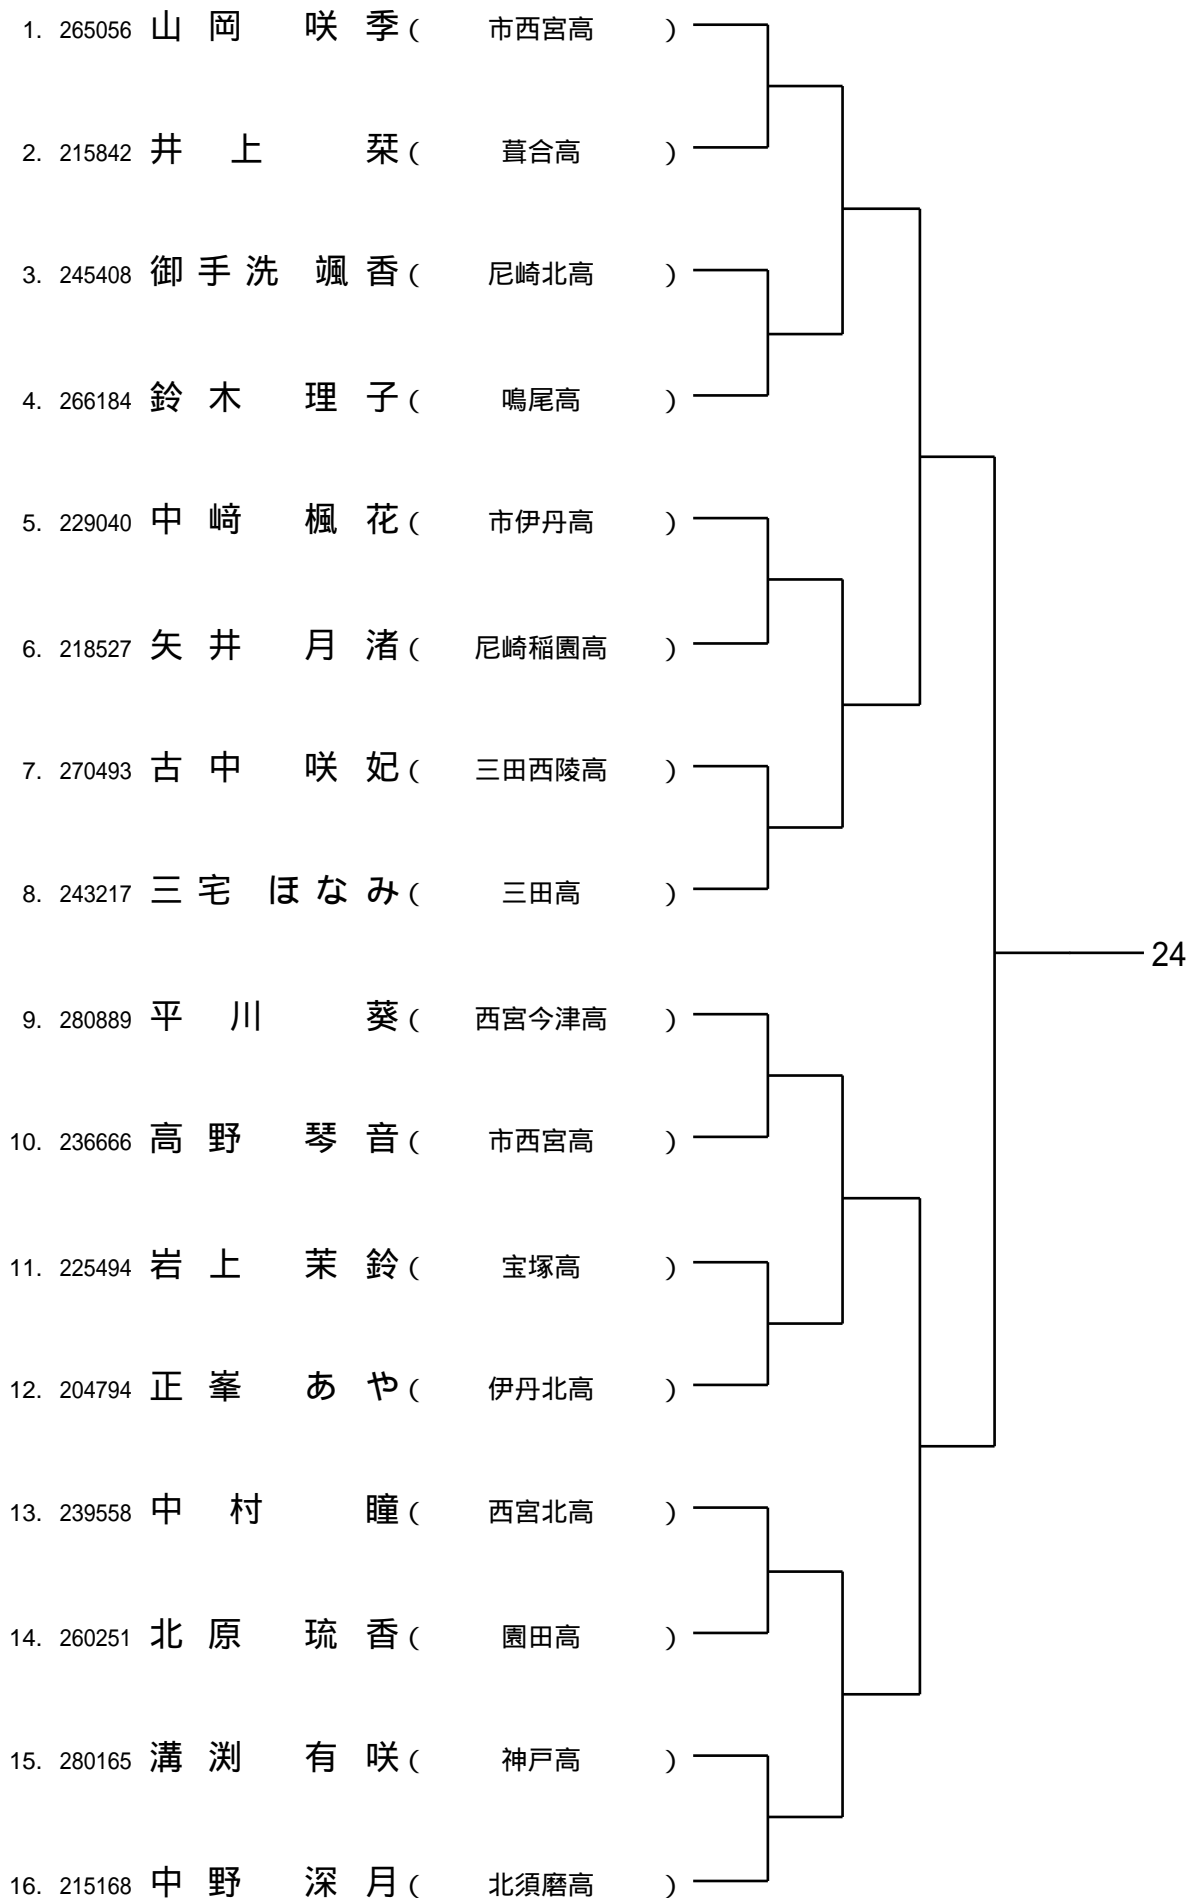 1. 265056 山岡 咲季 ( 市西宮高 )
2. 215842 井上 栞 ( 葺合高 )
3. 245408 御手洗 颯香 ( 尼崎北高 )
4. 266184 鈴木 理子 ( 鳴尾高 )
5. 229040 中﨑 楓花 ( 市伊丹高 )
6. 218527 矢井 月渚 ( 尼崎稲園高 )
7. 270493 古中 咲妃 ( 三田西陵高 )
8. 243217 三宅 ほなみ ( 三田高 )
24
9. 280889 平川 葵 ( 西宮今津高 )
10. 236666 高野 琴音 ( 市西宮高 )
11. 225494 岩上 茉鈴 ( 宝塚高 )
12. 204794 正峯 あや ( 伊丹北高 )
13. 239558 中村 瞳 ( 西宮北高 )
14. 260251 北原 琉香 ( 園田高 )
15. 280165 溝渕 有咲 ( 神戸高 )
16. 215168 中野 深月 ( 北須磨高 )